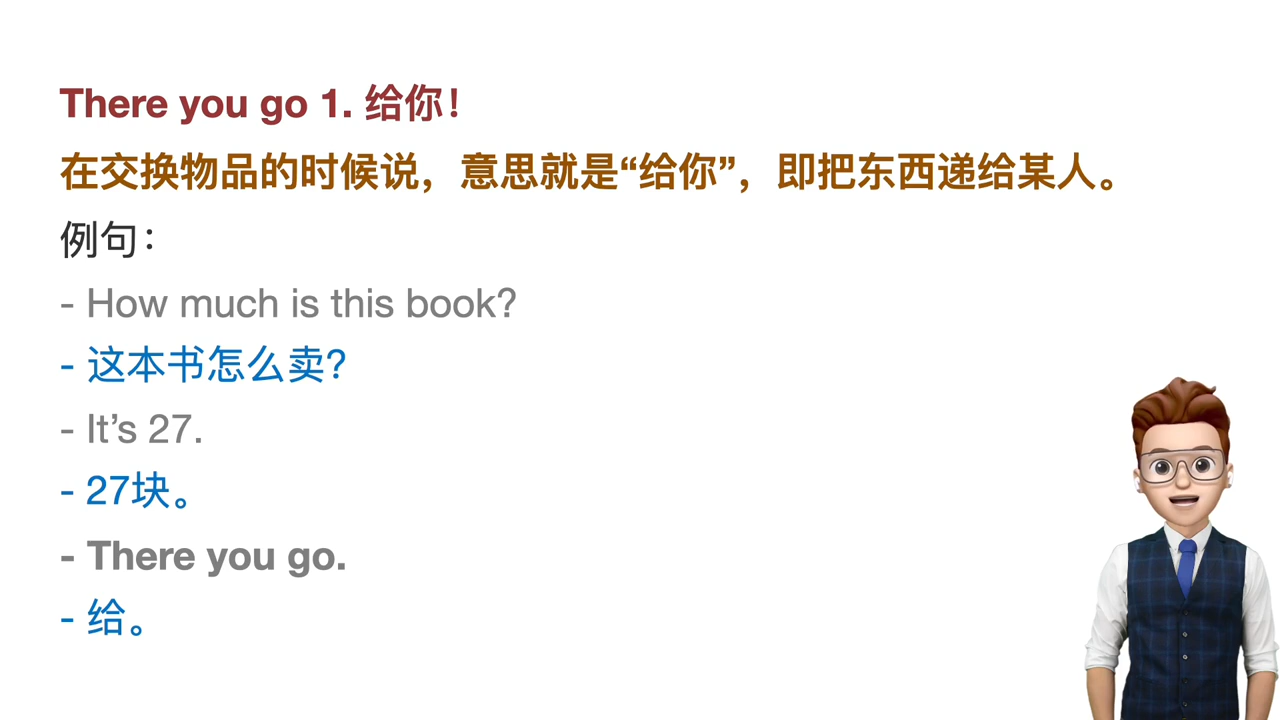 There you go 1. 给你！
在交换物品的时候说，意思就是“给你”，即把东西递给某人。
例句：
- How much is this book?
- 这本书怎么卖？
- It’s 27.
- 27块。
- There you go.
- 给。